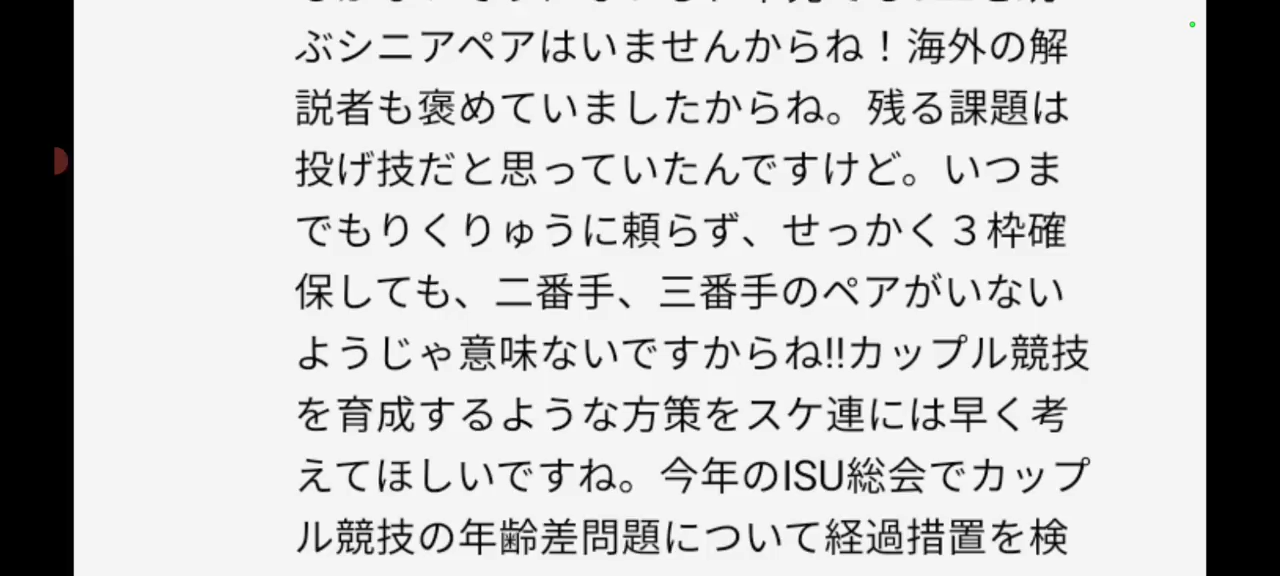 ぶシニアペアはいませんからね！海外の解
説者も褒めていましたからね。残る課題は
投げ技だと思っていたんですけど。いつま
でもりくりゅうに頼らず、せっかく３枠確
保しても、二番手、三番手のペアがいない
ようじゃ意味ないですからね!!カップル競技
を育成するような方策をスケ連には早く考
えてほしいですね。今年のISU総会でカップ
ル競技の年齢差問題について経過措置を検